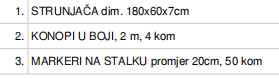 1. STRUNJAČA dim. 180x60x7cm
2. KONOPI U BOJI, 2 m, 4 kom
3. MARKERI NA STALKU promjer 20cm, 50 kom